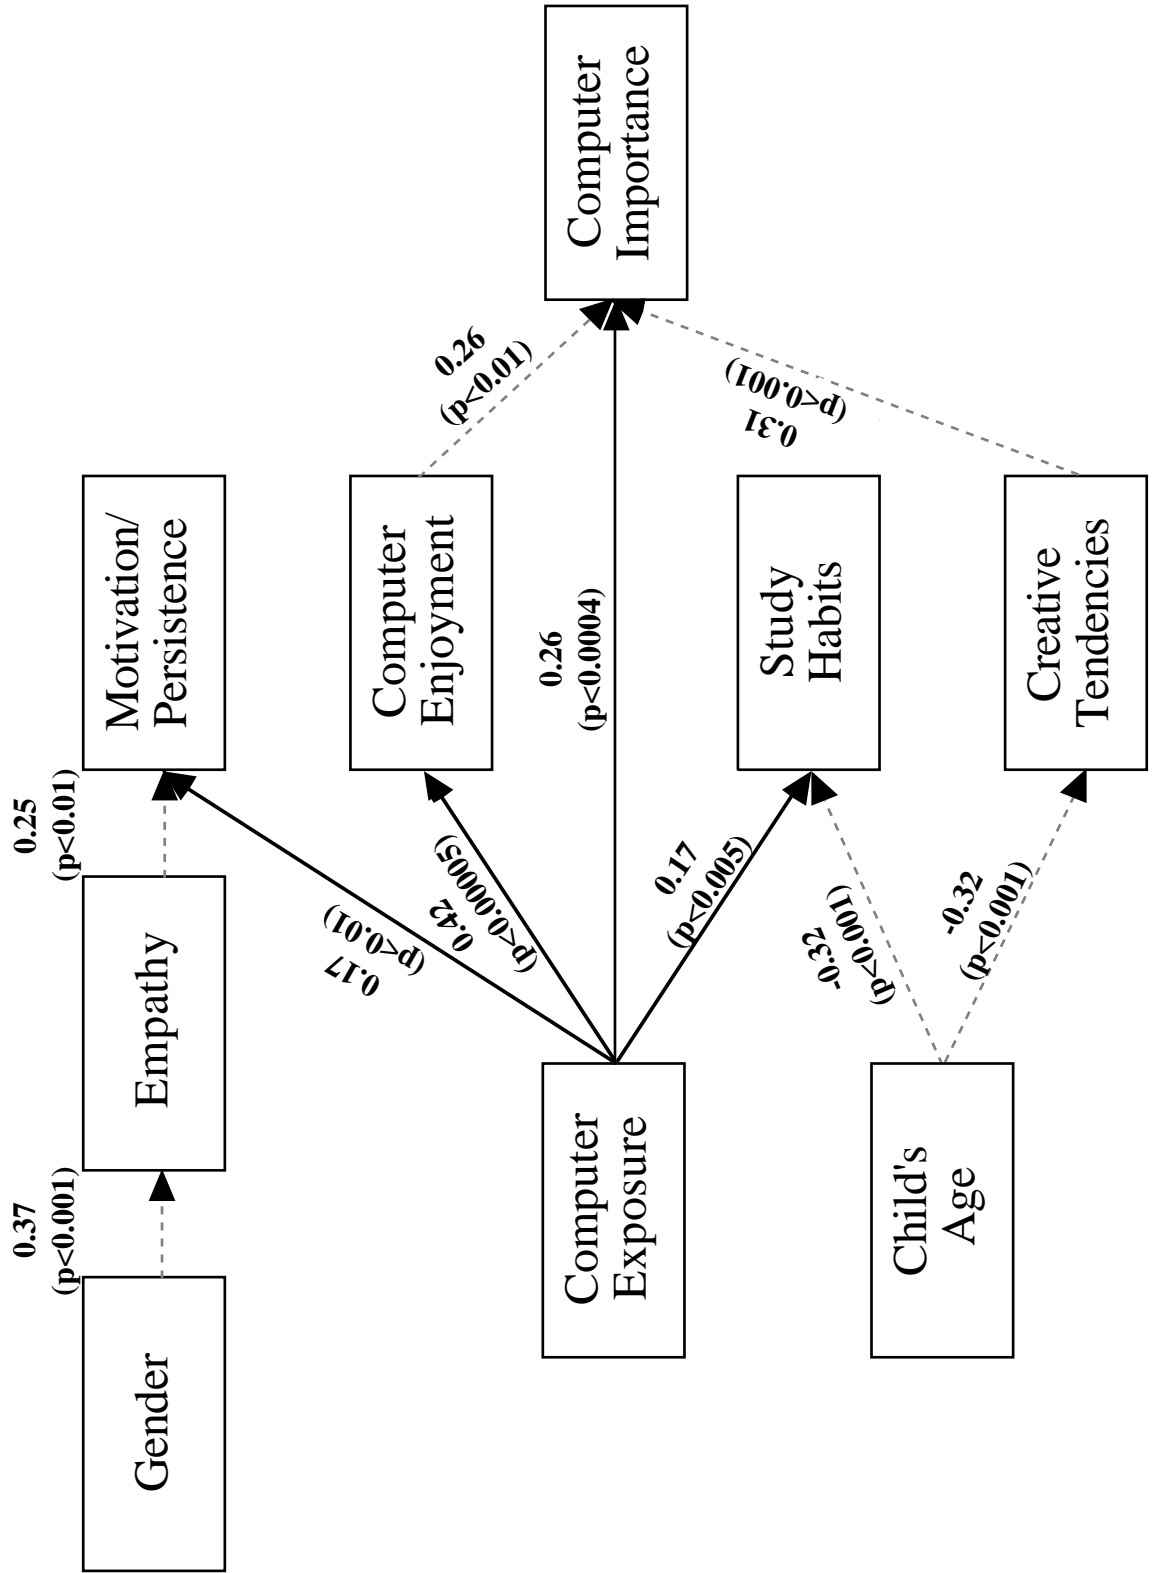 0.37
(p<0.001)
0.25
(p<0.01)
Gender
Empathy
Motivation/
Persistence
0.17
(p<0.01)
0.42
(p<0.00005)
Computer
Enjoyment
0.26
(p<0.01)
Computer
Exposure
0.26
(p<0.0004)
Computer
Importance
0.17
(p<0.005)
Study
Habits
0.31
(p<0.001)
Child's
Age
-0.32
(p<0.001)
-0.32
(p<0.001)
Creative
Tendencies